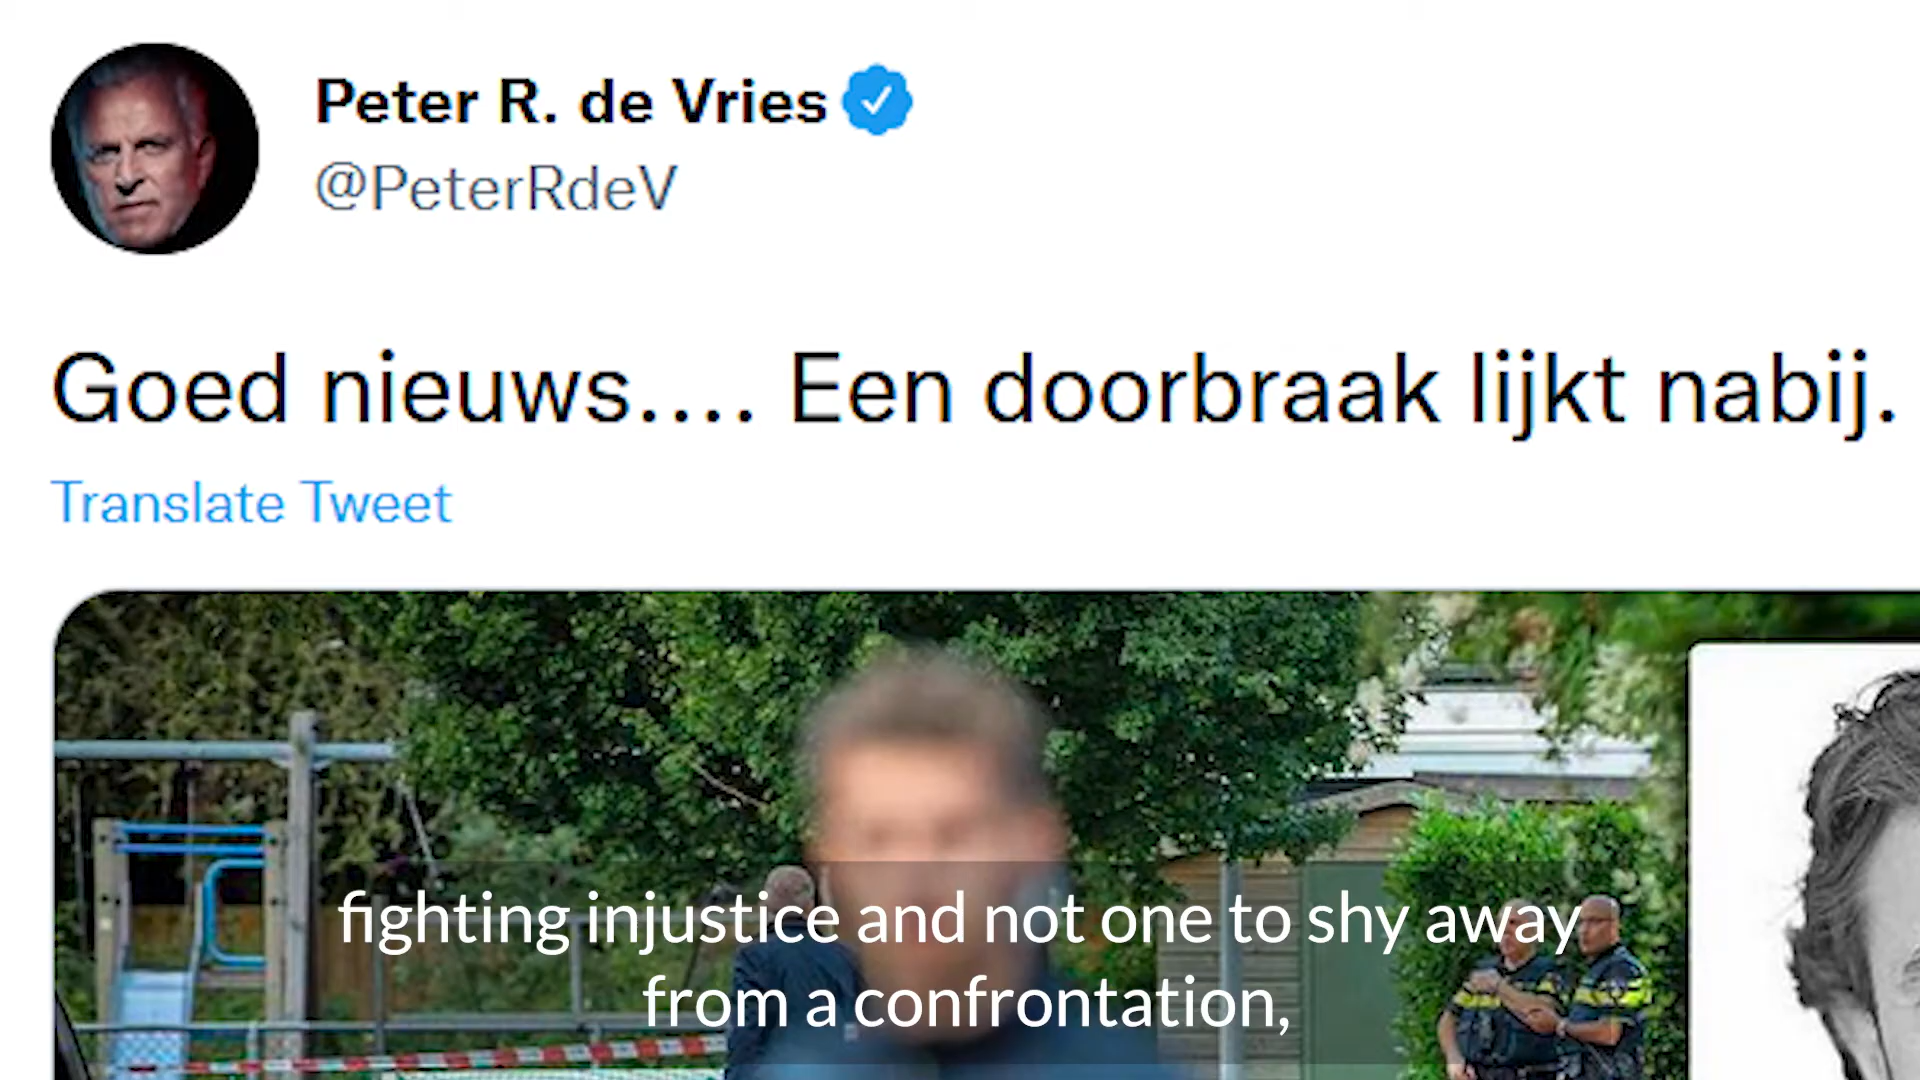 Peter R. de Vries
@PeterRdeV
Goed nieuws.... Een doorbraak lijkt nabij.
Translate Tweet
fighting injustice and not one to shy away
from a confrontation,